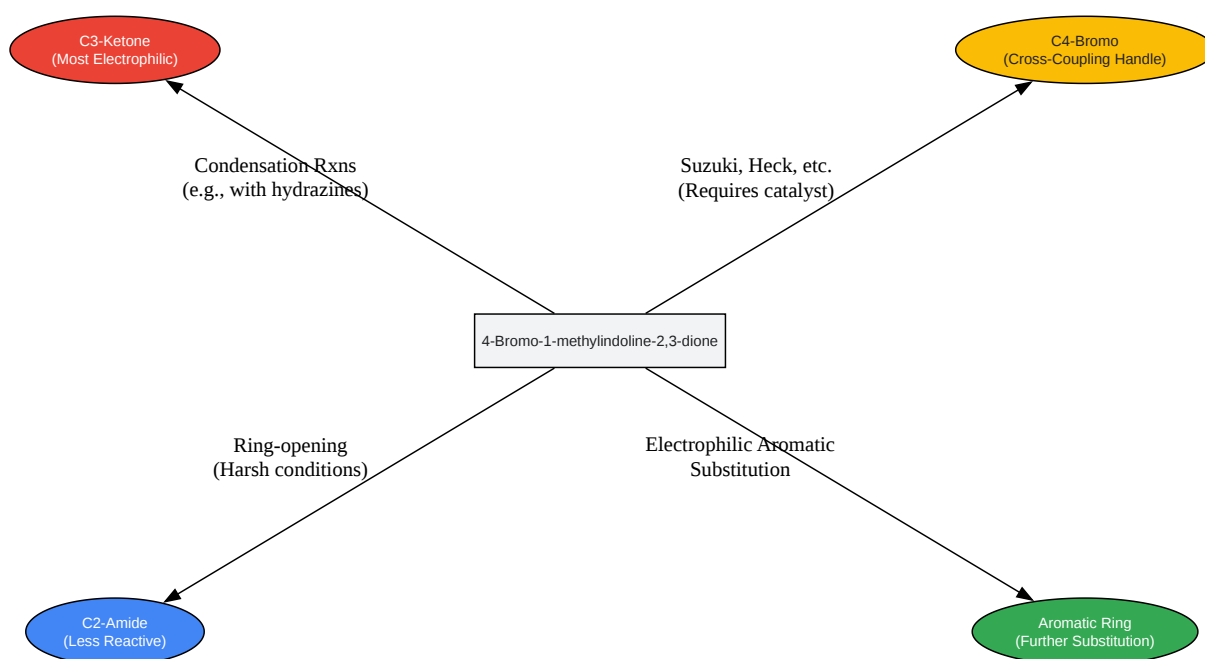 C3-Ketone
(Most Electrophilic)
C4-Bromo
(Cross-Coupling Handle)
Condensation Rxns
(e.g., with hydrazines)
Suzuki, Heck, etc.
(Requires catalyst)
4-Bromo-1-methylindoline-2,3-dione
Ring-opening
(Harsh conditions)
Electrophilic Aromatic
Substitution
C2-Amide
(Less Reactive)
Aromatic Ring
(Further Substitution)